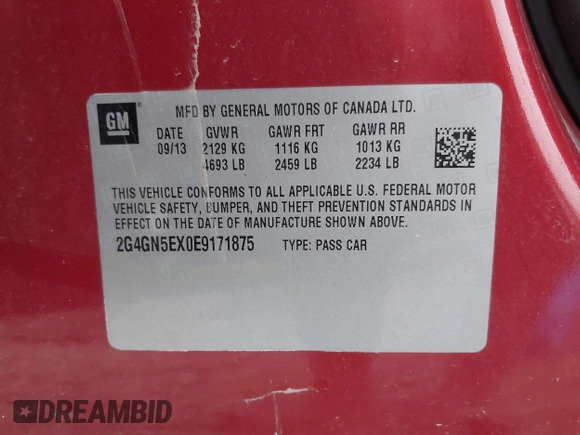 GM
MFD BY GENERAL MOTORS OF CANADA LTD.
DATE GVWR GAWR FRT GAWR RR
09/13 2129 KG 1116 KG 1013 KG
4693 LB 2459 LB 2234 LB
THIS VEHICLE CONFORMS TO ALL APPLICABLE U.S. FEDERAL MOTOR
VEHICLE SAFETY, BUMPER, AND THEFT PREVENTION STANDARDS IN
EFFECT ON THE DATE OF MANUFACTURE SHOWN ABOVE.
2G4GN5EX0E9171875 TYPE: PASS CAR
DREAMBID